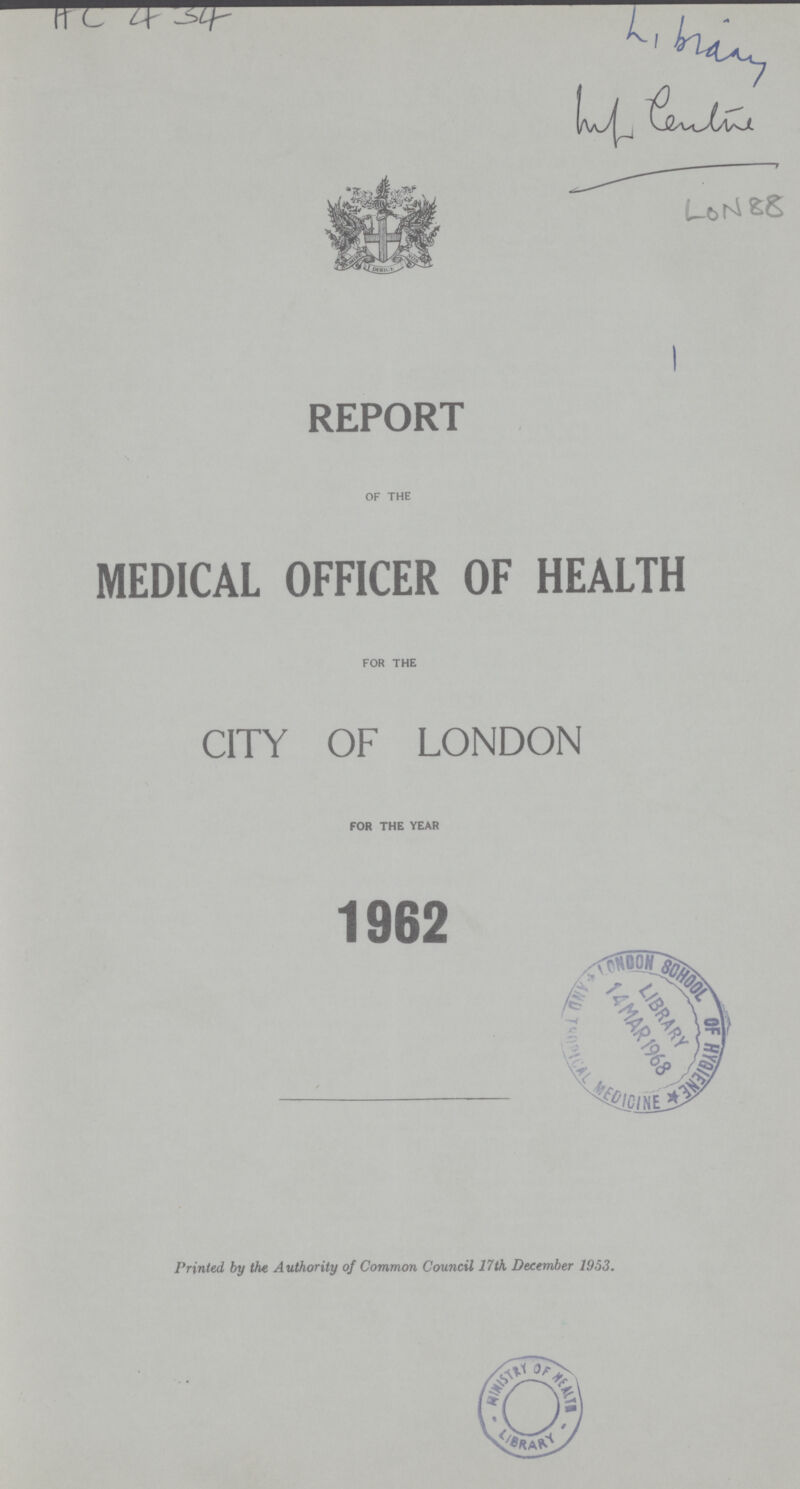 HC 434
Library
Inf Centre
LON 88
DIRIGE
1
REPORT
OF THE
MEDICAL OFFICER OF HEALTH
FOR THE
CITY OF LONDON
FOR THE YEAR
1962
LONDON SCHOOL OF HYGIENE ★ AND TROPICAL MEDICINE ★
LIBRARY
14 MAR 1968
Printed by the Authority of Common Council 17th December 1953.
MINISTRY OF HEALTH
- LIBRARY -